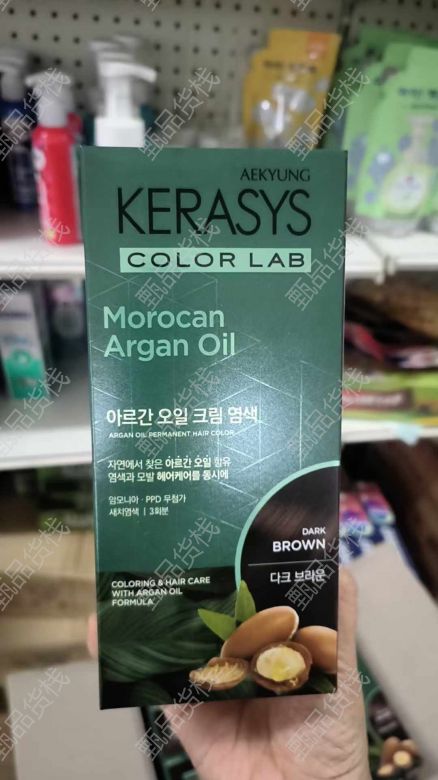 AEKYUNG
KERASYS
COLOR LAB
Morocan
Argan Oil
아르간 오일 크림 염색
ARGAN OIL PERMANENT HAIR COLOR
자연에서 찾은 아르간 오일 함유
염색과 모발 헤어케어를 동시에
암모니아 · PPD 무첨가
새치염색 | 3회분
DARK
BROWN
다크 브라운
COLORING & HAIR CARE
WITH ARGAN OIL
FORMULA
甄品货栈